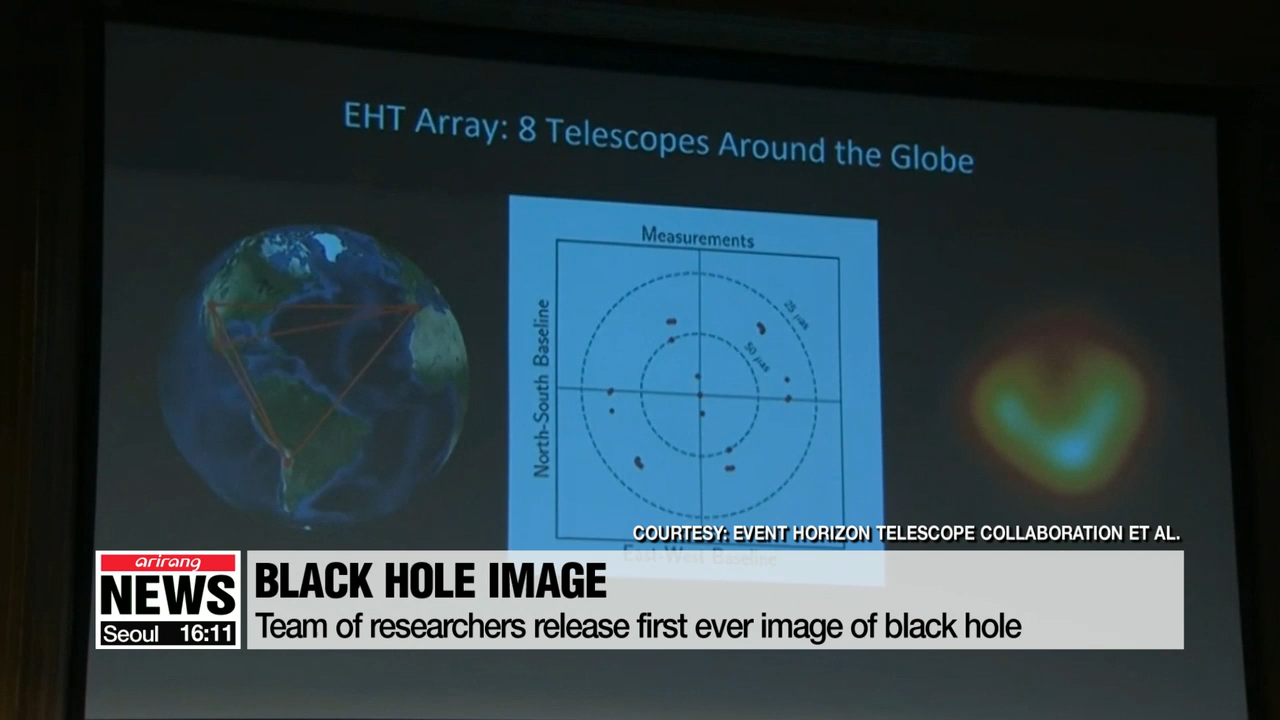 EHT Array: 8 Telescopes Around the Globe
Measurements
North-South Baseline
25 µas
50 µas
East-West Baseline
COURTESY: EVENT HORIZON TELESCOPE COLLABORATION ET AL.
arirang
NEWS
Seoul 16:11
BLACK HOLE IMAGE
Team of researchers release first ever image of black hole